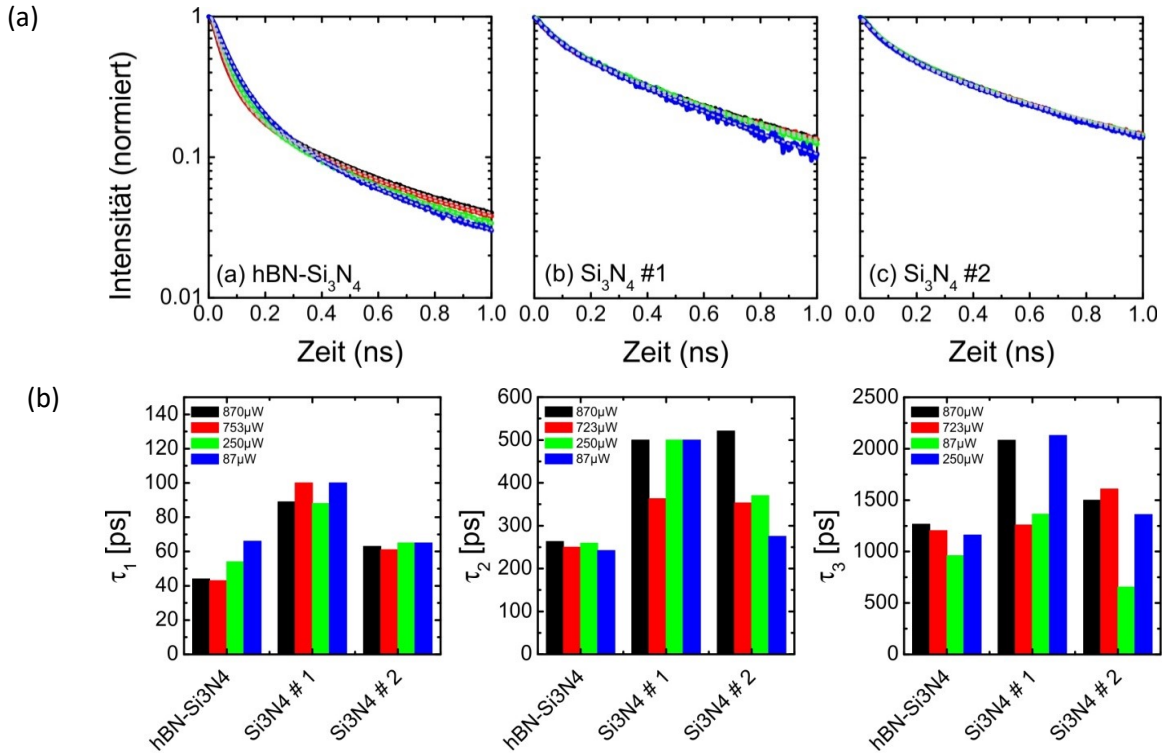 (a)
Intensität (normiert)
1
0.1
0.01
(a) hBN-Si₃N₄
0.0 0.2 0.4 0.6 0.8 1.0
Zeit (ns)
(b) Si₃N₄ #1
0.0 0.2 0.4 0.6 0.8 1.0
Zeit (ns)
(c) Si₃N₄ #2
0.0 0.2 0.4 0.6 0.8 1.0
Zeit (ns)
(b)
τ₁ [ps]
140
120
100
80
60
40
20
0
870µW
753µW
250µW
87µW
hBN-Si3N4
Si3N4 # 1
Si3N4 # 2
τ₂ [ps]
600
500
400
300
200
100
0
870µW
723µW
250µW
87µW
hBN-Si3N4
Si3N4 # 1
Si3N4 # 2
τ₃ [ps]
2500
2000
1500
1000
500
0
870µW
723µW
87µW
250µW
hBN-Si3N4
Si3N4 # 1
Si3N4 # 2